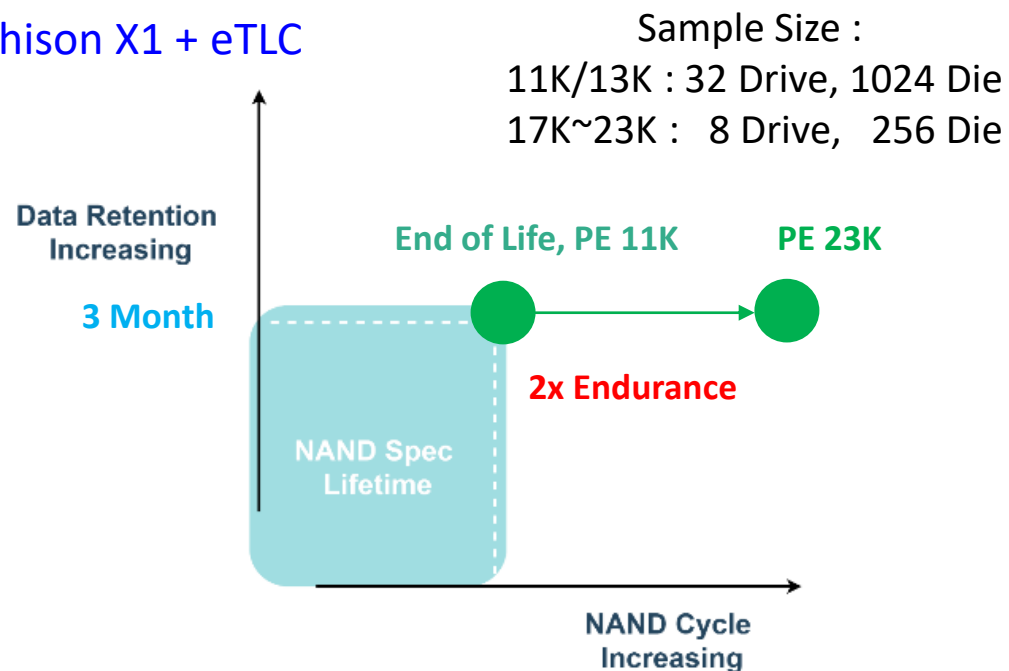 hison X1 + eTLC
Sample Size :
11K/13K : 32 Drive, 1024 Die
17K~23K : 8 Drive, 256 Die
Data Retention
Increasing
End of Life, PE 11K
PE 23K
3 Month
2x Endurance
NAND Spec
Lifetime
NAND Cycle
Increasing